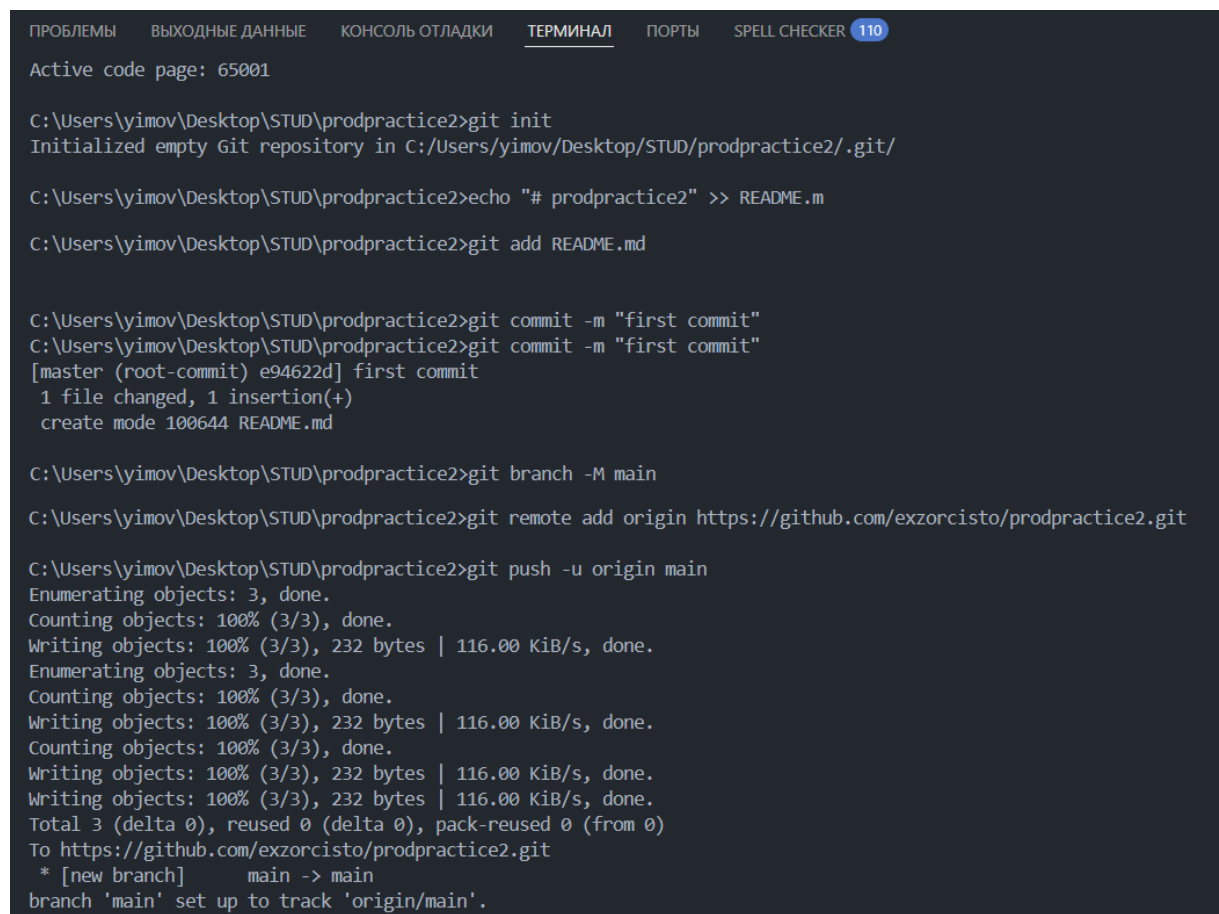 ПРОБЛЕМЫ ВЫХОДНЫЕ ДАННЫЕ КОНСОЛЬ ОТЛАДКИ ТЕРМИНАЛ ПОРТЫ SPELL CHECKER 110
Active code page: 65001
C:\Users\yimov\Desktop\STUD\prodpractice2>git init
Initialized empty Git repository in C:/Users/yimov/Desktop/STUD/prodpractice2/.git/
C:\Users\yimov\Desktop\STUD\prodpractice2>echo "# prodpractice2" >> README.m
C:\Users\yimov\Desktop\STUD\prodpractice2>git add README.md
C:\Users\yimov\Desktop\STUD\prodpractice2>git commit -m "first commit"
C:\Users\yimov\Desktop\STUD\prodpractice2>git commit -m "first commit"
[master (root-commit) e94622d] first commit
 1 file changed, 1 insertion(+)
 create mode 100644 README.md
C:\Users\yimov\Desktop\STUD\prodpractice2>git branch -M main
C:\Users\yimov\Desktop\STUD\prodpractice2>git remote add origin https://github.com/exzorcisto/prodpractice2.git
C:\Users\yimov\Desktop\STUD\prodpractice2>git push -u origin main
Enumerating objects: 3, done.
Counting objects: 100% (3/3), done.
Writing objects: 100% (3/3), 232 bytes | 116.00 KiB/s, done.
Enumerating objects: 3, done.
Counting objects: 100% (3/3), done.
Writing objects: 100% (3/3), 232 bytes | 116.00 KiB/s, done.
Counting objects: 100% (3/3), done.
Writing objects: 100% (3/3), 232 bytes | 116.00 KiB/s, done.
Writing objects: 100% (3/3), 232 bytes | 116.00 KiB/s, done.
Total 3 (delta 0), reused 0 (delta 0), pack-reused 0 (from 0)
To https://github.com/exzorcisto/prodpractice2.git
 * [new branch]      main -> main
branch 'main' set up to track 'origin/main'.